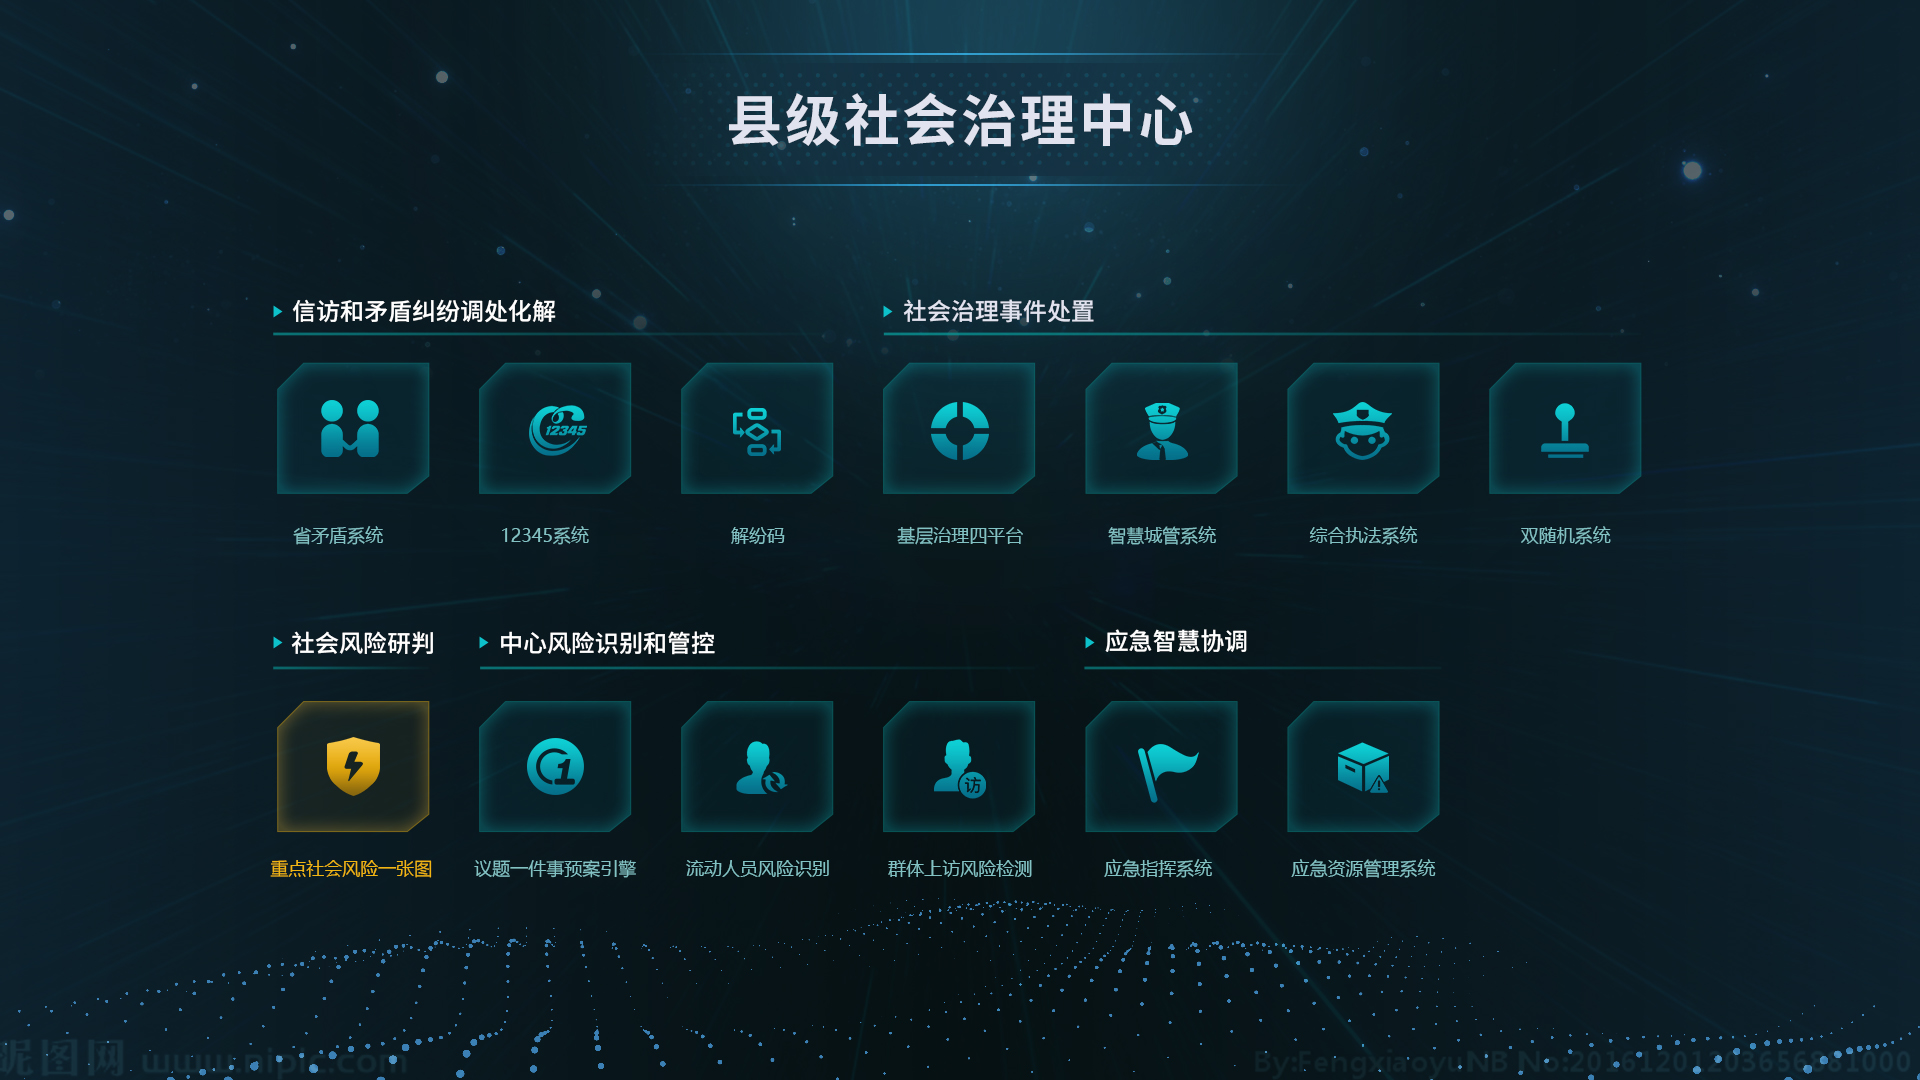 县级社会治理中心
信访和矛盾纠纷调处化解
社会治理事件处置
12345
省矛盾系统
12345系统
解纷码
基层治理四平台
智慧城管系统
综合执法系统
双随机系统
社会风险研判
中心风险识别和管控
应急智慧协调
1
访
重点社会风险一张图
议题一件事预案引擎
流动人员风险识别
群体上访风险检测
应急指挥系统
应急资源管理系统
昵图网 www.nipic.com
By:FengxiaoyuNB No:20161201203656881000